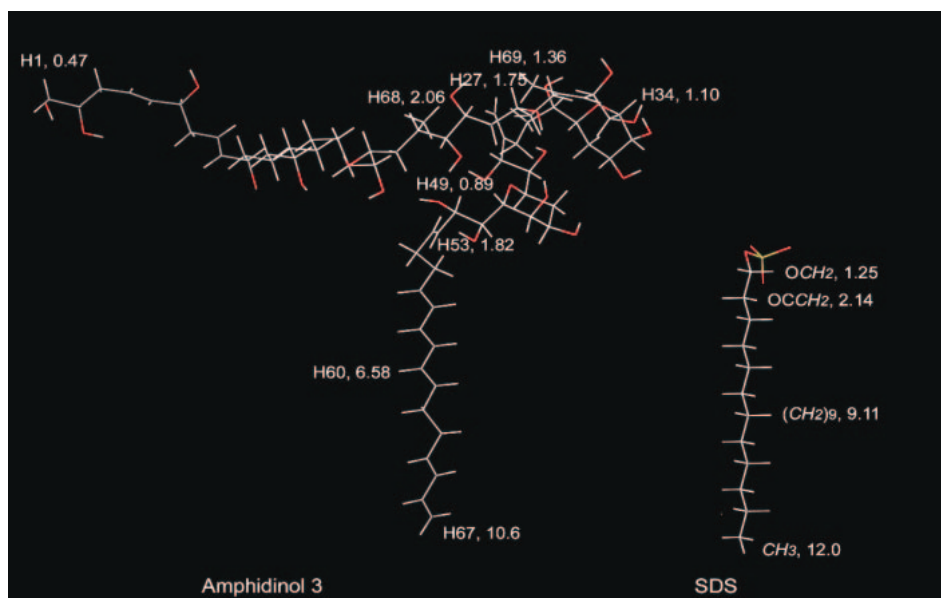 H1, 0.47
H69, 1.36
H27, 1.75
H68, 2.06
H34, 1.10
H49, 0.89
H53, 1.82
OCH2, 1.25
OCCH2, 2.14
H60, 6.58
(CH2)9, 9.11
H67, 10.6
CH3, 12.0
Amphidinol 3
SDS